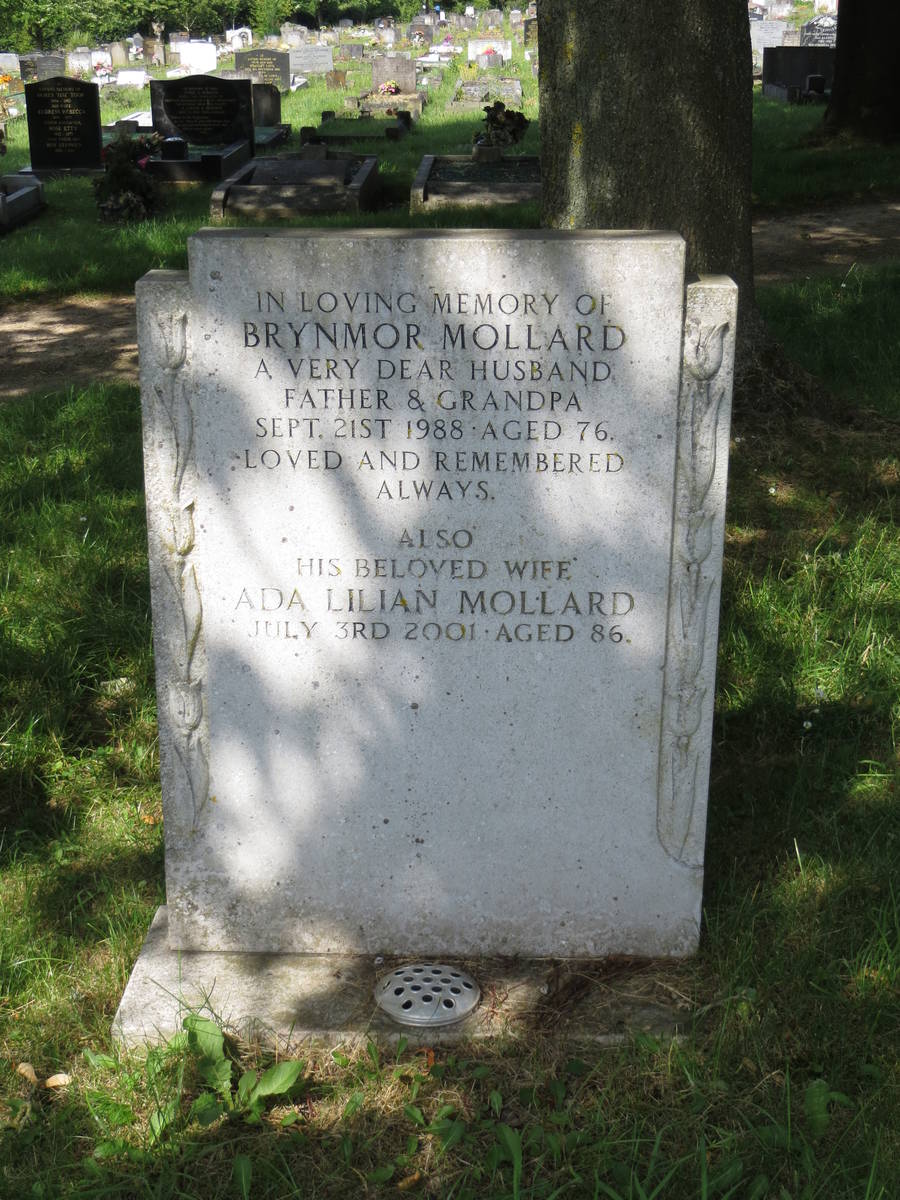 IN LOVING MEMORY OF
BRYNMOR MOLLARD
A VERY DEAR HUSBAND
FATHER & GRANDPA
SEPT. 21ST 1988 · AGED 76.
LOVED AND REMEMBERED
ALWAYS.
ALSO
HIS BELOVED WIFE
ADA LILIAN MOLLARD
JULY 3RD 2001 · AGED 86.